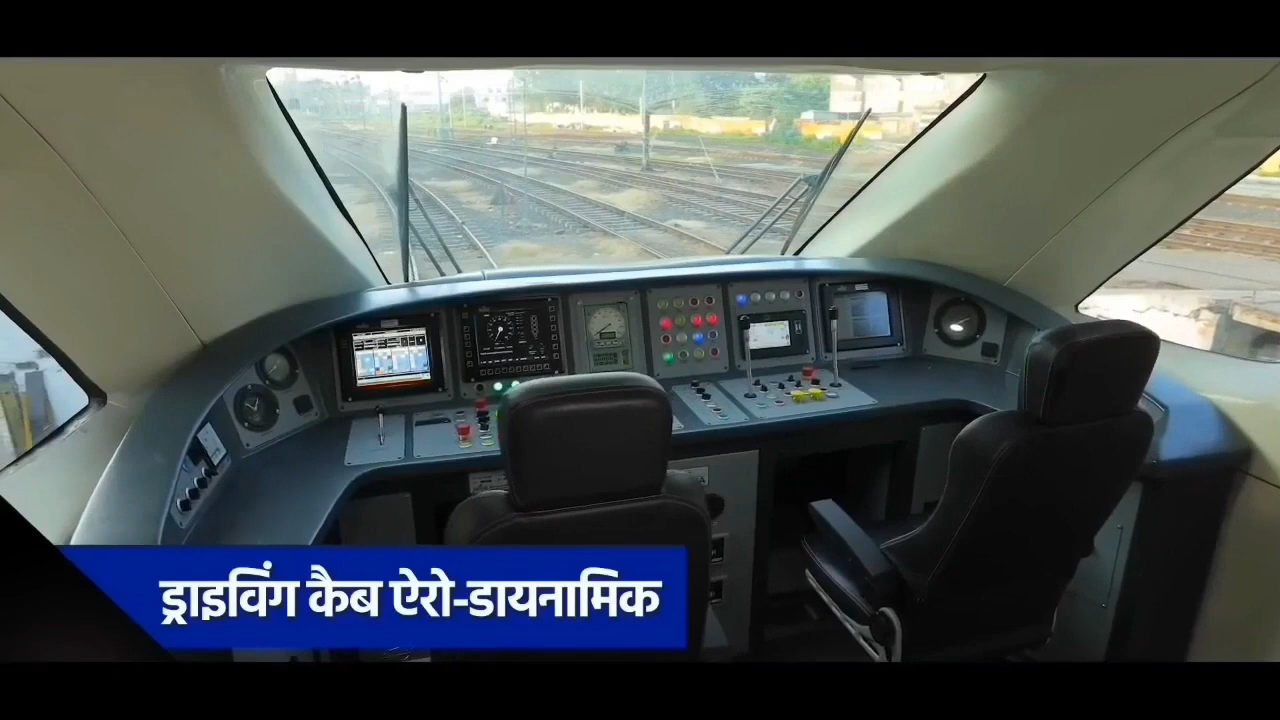 ड्राइविंग कैब ऐरो-डायनामिक